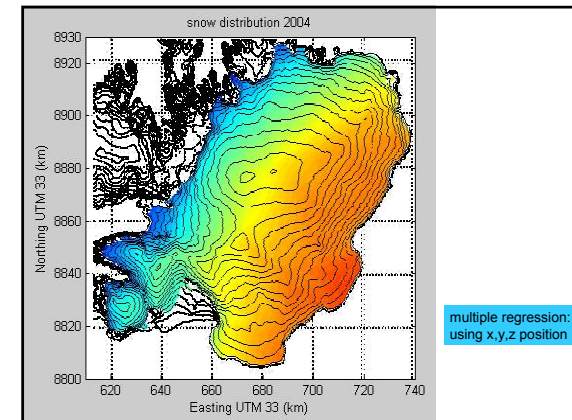 snow distribution 2004
8930
8920
8900
8880
8860
8840
8820
8800
Northing UTM 33 (km)
620 640 660 680 700 720 740
Easting UTM 33 (km)
multiple regression:
using x,y,z position